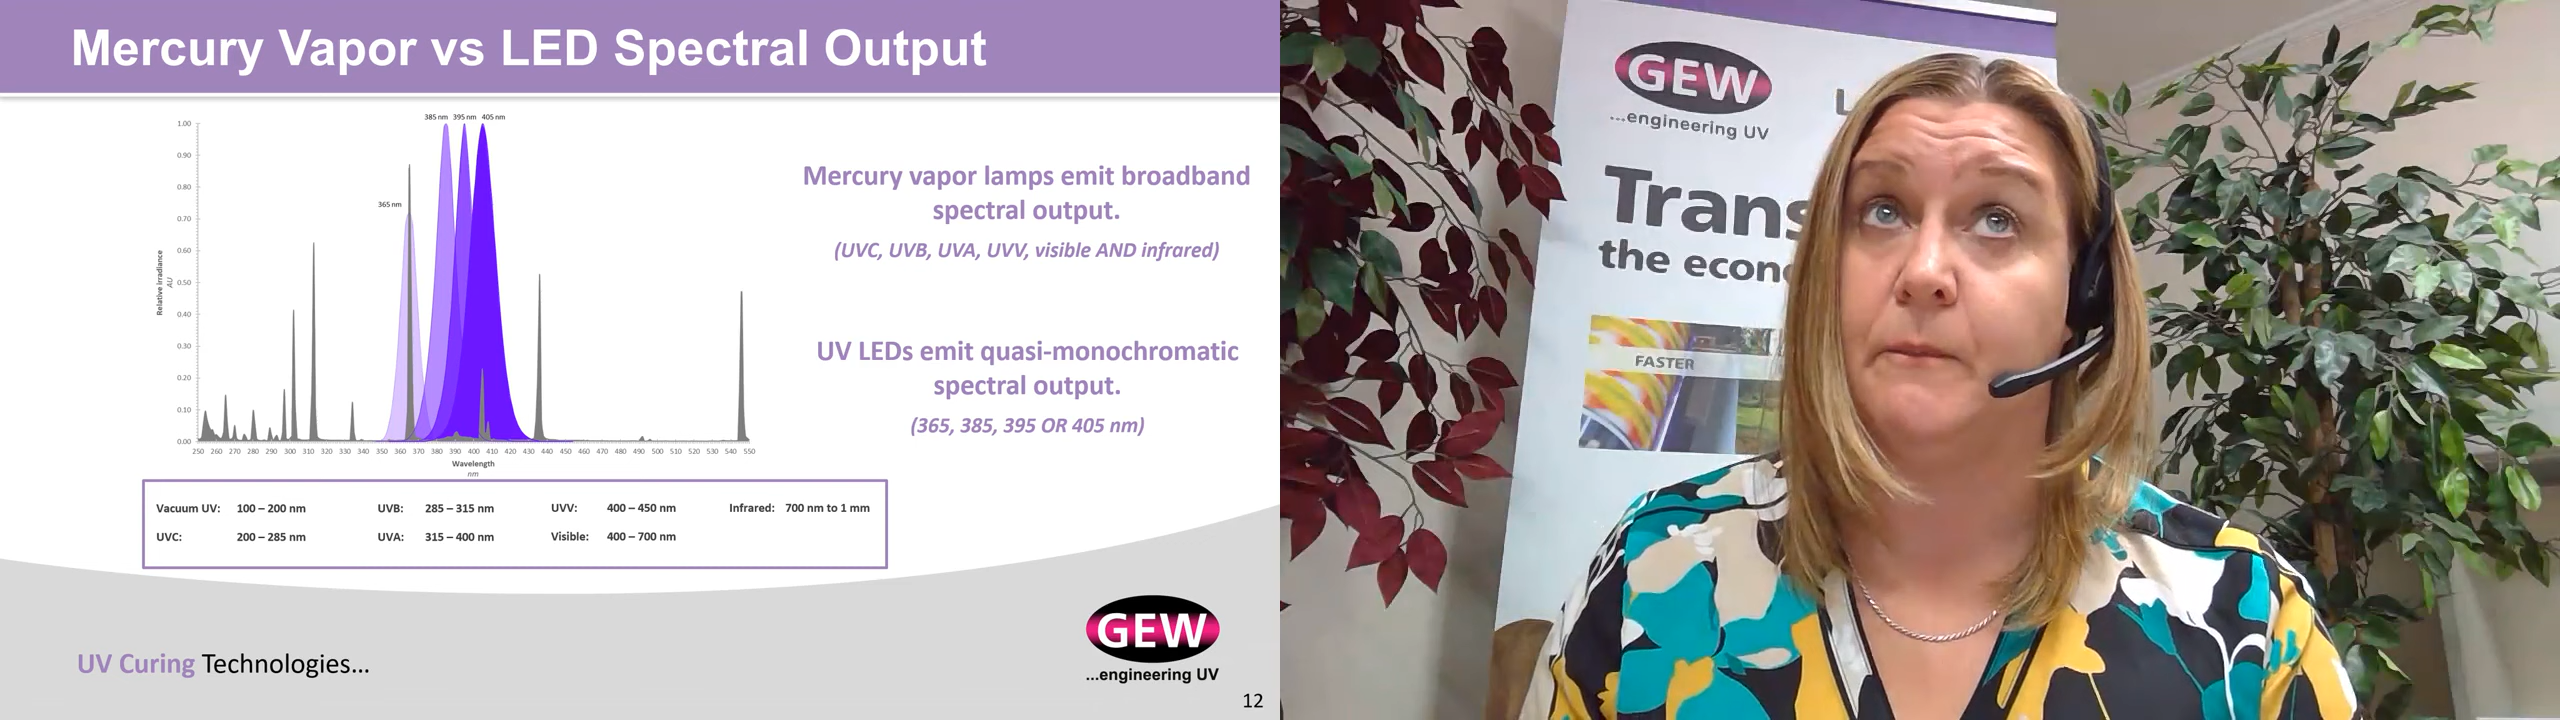 Mercury Vapor vs LED Spectral Output
385 nm 395 nm 405 nm
365 nm
1.00
0.90
0.80
0.70
0.60
0.50
0.40
0.30
0.20
0.10
0.00
Relative Irradiance
AU
250 260 270 280 290 300 310 320 330 340 350 360 370 380 390 400 410 420 430 440 450 460 470 480 490 500 510 520 530 540 550
Wavelength
nm
Mercury vapor lamps emit broadband
spectral output.
(UVC, UVB, UVA, UVV, visible AND infrared)
UV LEDs emit quasi-monochromatic
spectral output.
(365, 385, 395 OR 405 nm)
Vacuum UV: 100 – 200 nm UVB: 285 – 315 nm UVV: 400 – 450 nm Infrared: 700 nm to 1 mm
UVC: 200 – 285 nm UVA: 315 – 400 nm Visible: 400 – 700 nm
UV Curing Technologies...
GEW
...engineering UV
12
GEW
...engineering UV
L
Trans
the econ
FASTER